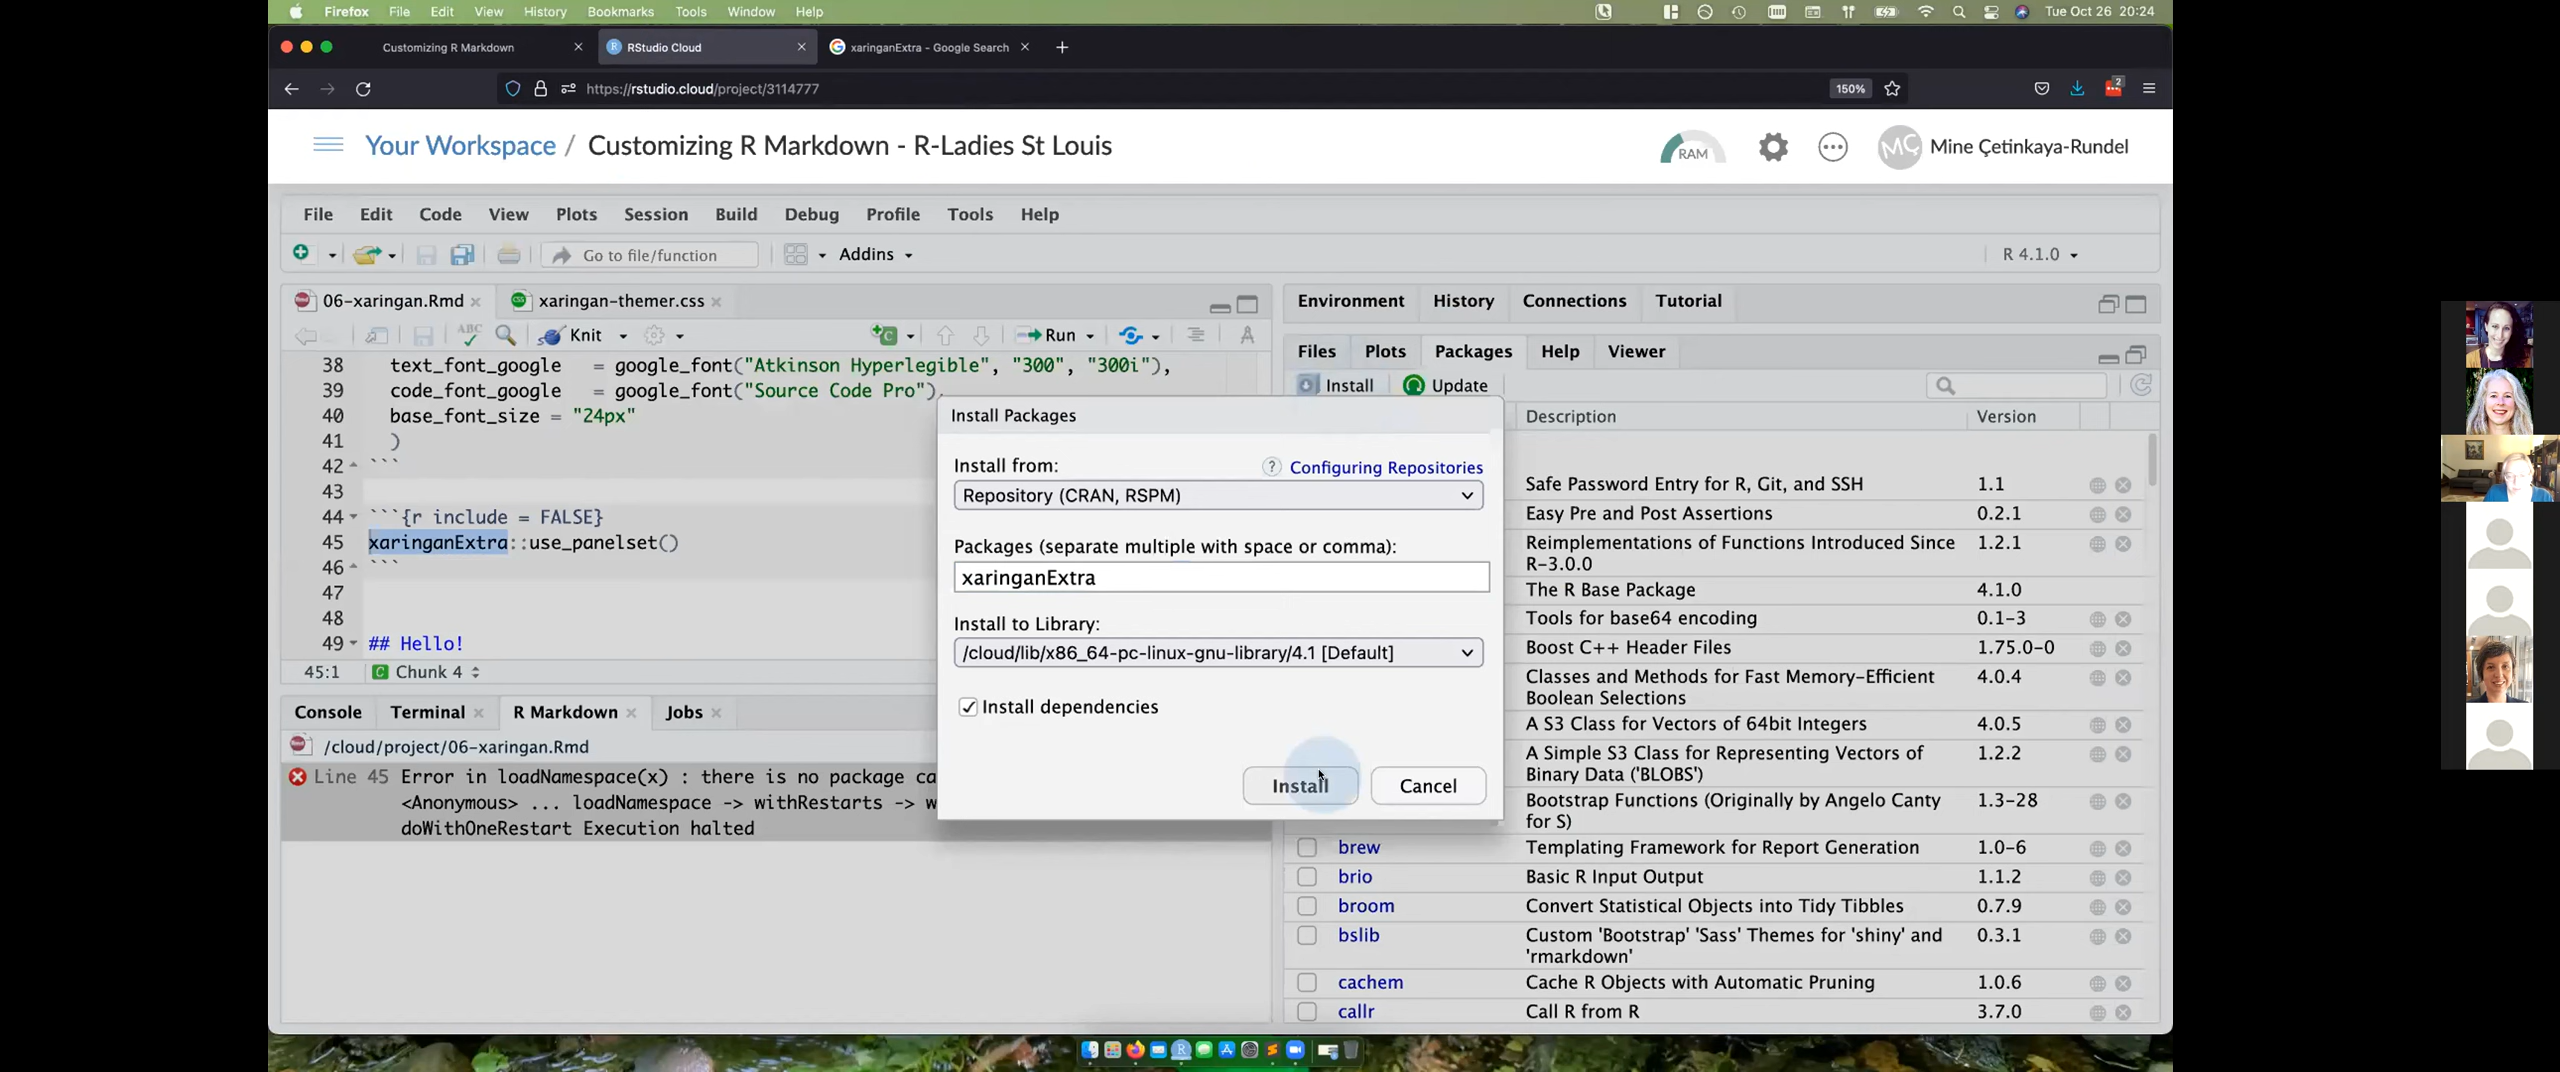 Firefox File Edit View History Bookmarks Tools Window Help
Tue Oct 26 20:24
Customizing R Markdown
RStudio Cloud
xaringanExtra - Google Search
https://rstudio.cloud/project/3114777
150%
2
Your Workspace / Customizing R Markdown - R-Ladies St Louis
RAM
MÇ
Mine Çetinkaya-Rundel
File Edit Code View Plots Session Build Debug Profile Tools Help
Go to file/function
Addins
R 4.1.0
06-xaringan.Rmd
xaringan-themer.css
ABC
Knit
Run
38 text_font_google = google_font("Atkinson Hyperlegible", "300", "300i"),
39 code_font_google = google_font("Source Code Pro"),
40 base_font_size = "24px"
41 )
42 ```
43
44 ```{r include = FALSE}
45 xaringanExtra::use_panelset()
46 ```
47
48
49 ## Hello!
45:1 Chunk 4
Console Terminal R Markdown Jobs
/cloud/project/06-xaringan.Rmd
Line 45 Error in loadNamespace(x) : there is no package ca
<Anonymous> ... loadNamespace -> withRestarts -> w
doWithOneRestart Execution halted
Install Packages
Install from:
? Configuring Repositories
Repository (CRAN, RSPM)
Packages (separate multiple with space or comma):
xaringanExtra
Install to Library:
/cloud/lib/x86_64-pc-linux-gnu-library/4.1 [Default]
Install dependencies
Install
Cancel
Environment History Connections Tutorial
Files Plots Packages Help Viewer
Install Update
Description Version
Safe Password Entry for R, Git, and SSH 1.1
Easy Pre and Post Assertions 0.2.1
Reimplementations of Functions Introduced Since 1.2.1
R-3.0.0
The R Base Package 4.1.0
Tools for base64 encoding 0.1-3
Boost C++ Header Files 1.75.0-0
Classes and Methods for Fast Memory-Efficient 4.0.4
Boolean Selections
A S3 Class for Vectors of 64bit Integers 4.0.5
A Simple S3 Class for Representing Vectors of 1.2.2
Binary Data ('BLOBS')
Bootstrap Functions (Originally by Angelo Canty 1.3-28
for S)
brew Templating Framework for Report Generation 1.0-6
brio Basic R Input Output 1.1.2
broom Convert Statistical Objects into Tidy Tibbles 0.7.9
bslib Custom 'Bootstrap' 'Sass' Themes for 'shiny' and 0.3.1
'rmarkdown'
cachem Cache R Objects with Automatic Pruning 1.0.6
callr Call R from R 3.7.0